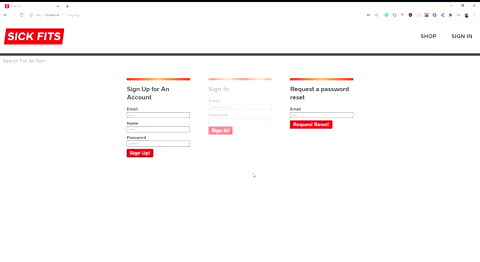 SICK FITS
SHOP
SIGN IN
Search For An Item
Sign Up for An
Account
Email
Name
Password
Sign Up!
Sign In
Email
Password
Sign In!
Request a password
reset
Email
Request Reset!